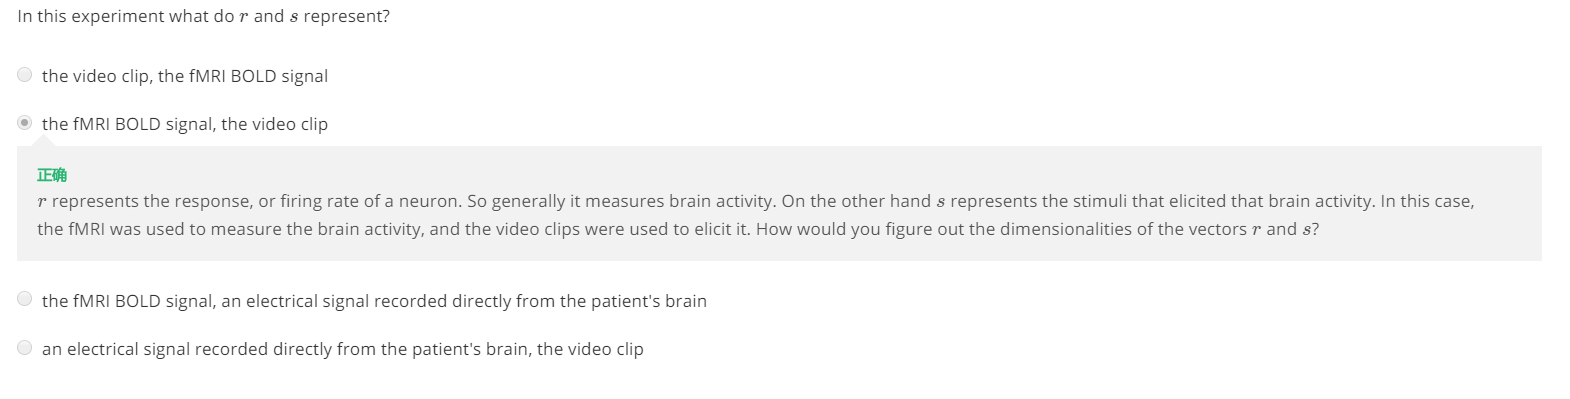 In this experiment what do r and s represent?
the video clip, the fMRI BOLD signal
the fMRI BOLD signal, the video clip
正确
r represents the response, or firing rate of a neuron. So generally it measures brain activity. On the other hand s represents the stimuli that elicited that brain activity. In this case,
the fMRI was used to measure the brain activity, and the video clips were used to elicit it. How would you figure out the dimensionalities of the vectors r and s?
the fMRI BOLD signal, an electrical signal recorded directly from the patient's brain
an electrical signal recorded directly from the patient's brain, the video clip